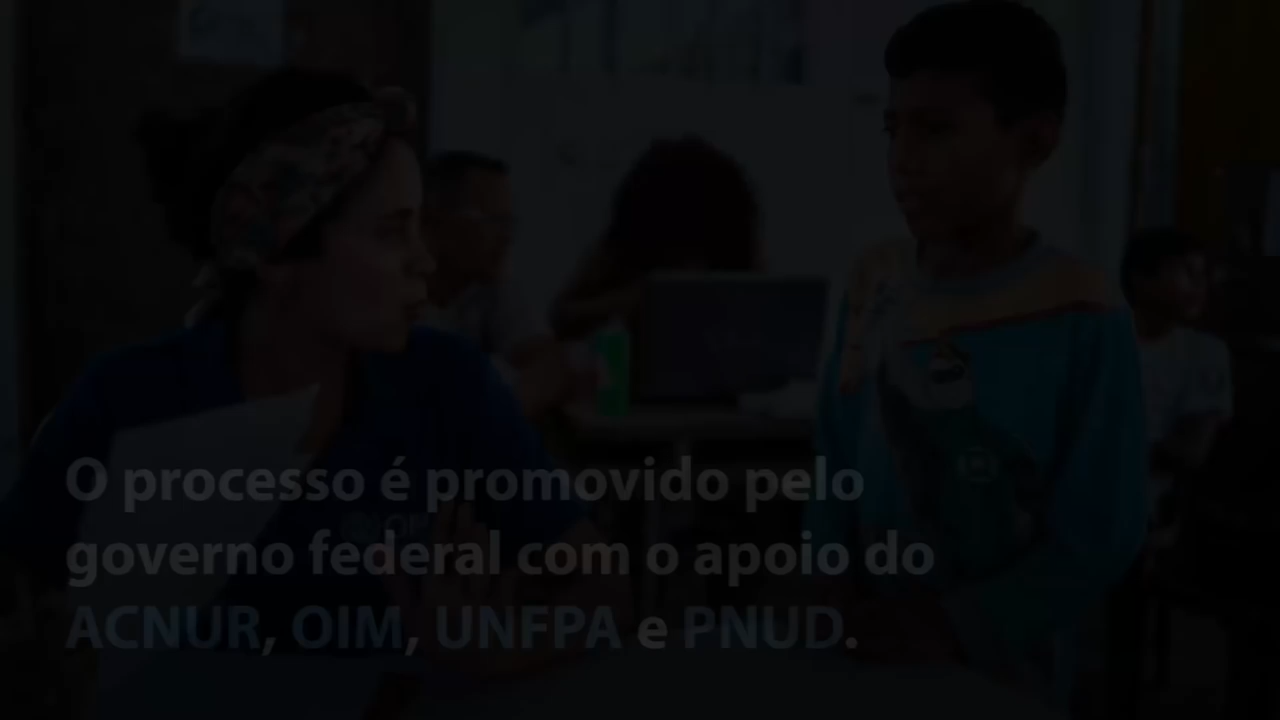 O processo é promovido pelo
governo federal com o apoio do
ACNUR, OIM, UNFPA e PNUD.